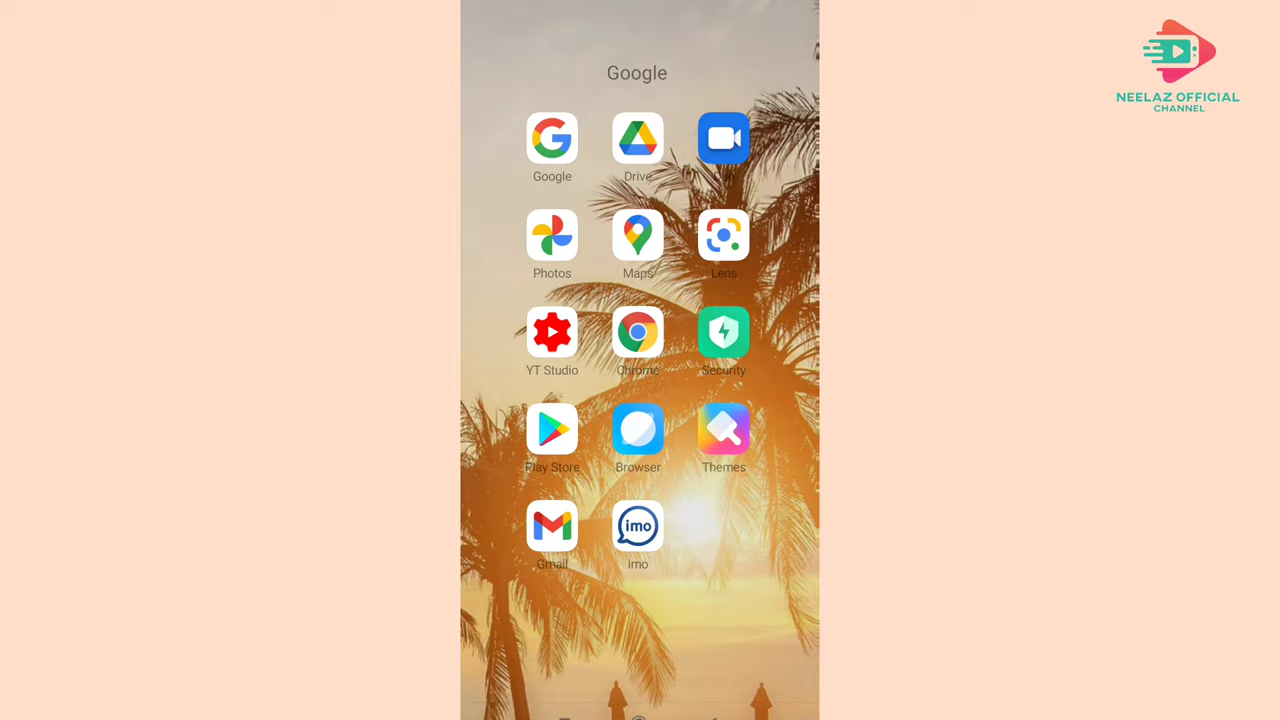 NEELAZ OFFICIAL
CHANNEL
Google
Google
Drive
Photos
Maps
Lens
YT Studio
Chrome
Security
Play Store
Browser
Themes
Gmail
imo
imo